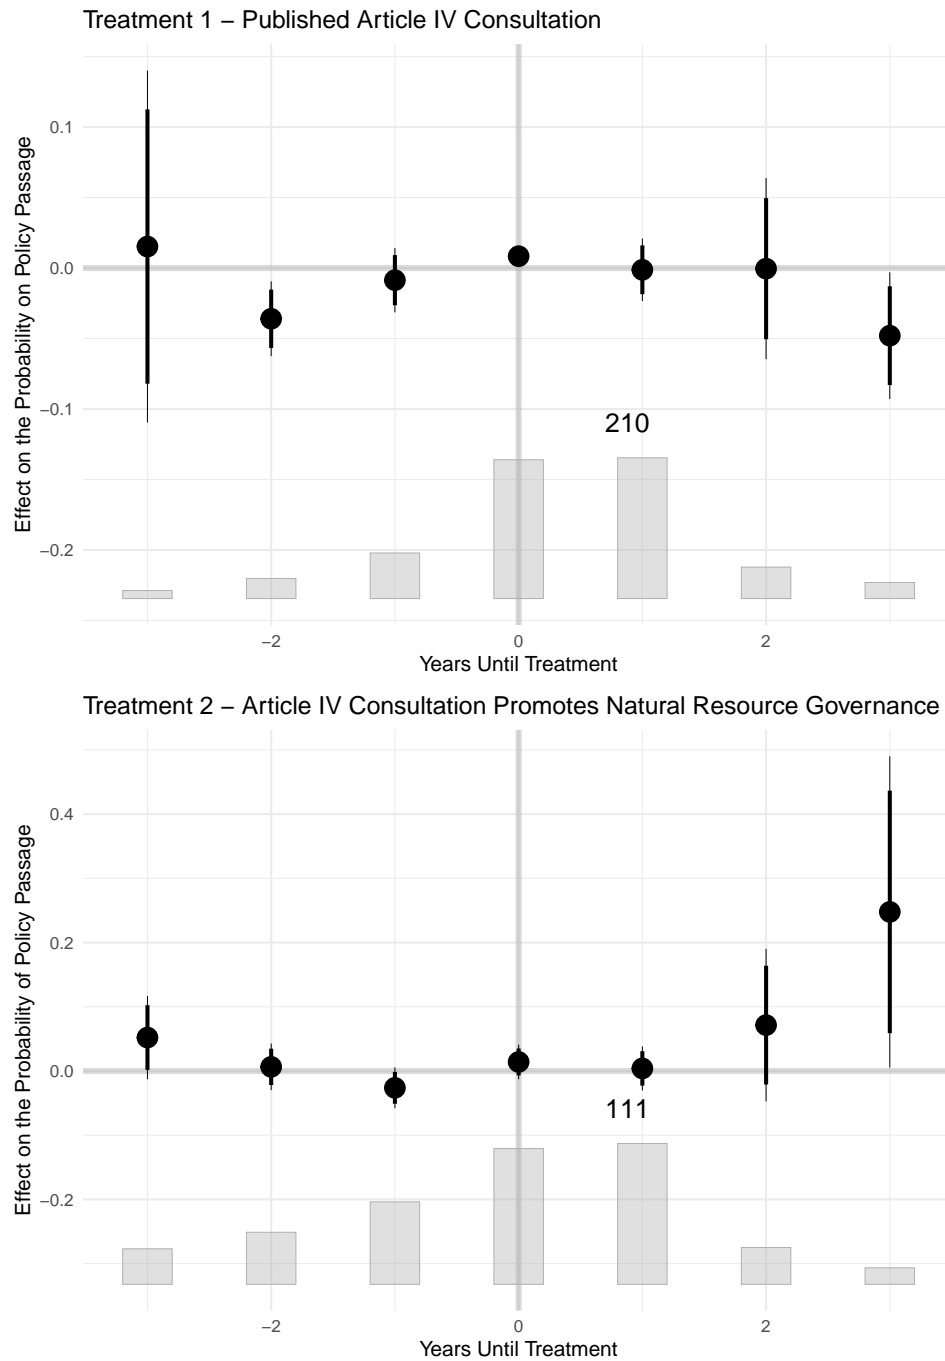 Treatment 1 – Published Article IV Consultation
Effect on the Probability on Policy Passage
0.1
0.0
−0.1
−0.2
210
−2 0 2
Years Until Treatment
Treatment 2 – Article IV Consultation Promotes Natural Resource Governance
Effect on the Probability of Policy Passage
0.4
0.2
0.0
−0.2
111
−2 0 2
Years Until Treatment